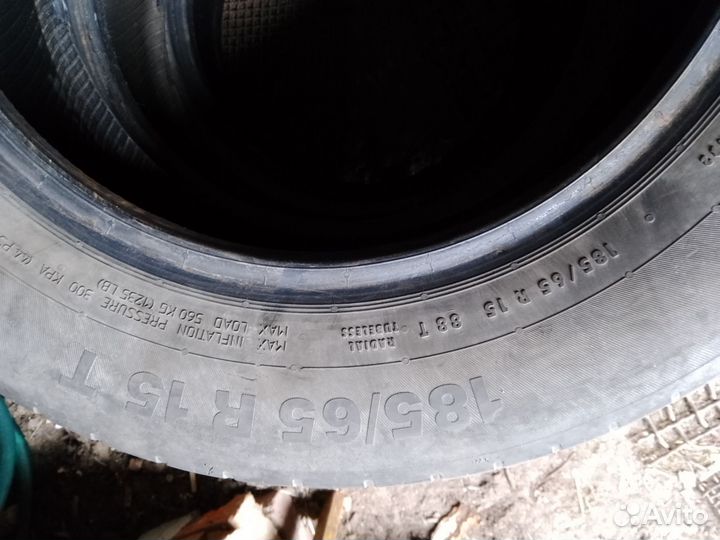 185/65 R 15 T
185/65 R 15 88 T
RADIAL
TUBELESS
MAX INFLATION PRESSURE 300 KPA
MAX LOAD 560 KG (1235 LB)
Avito